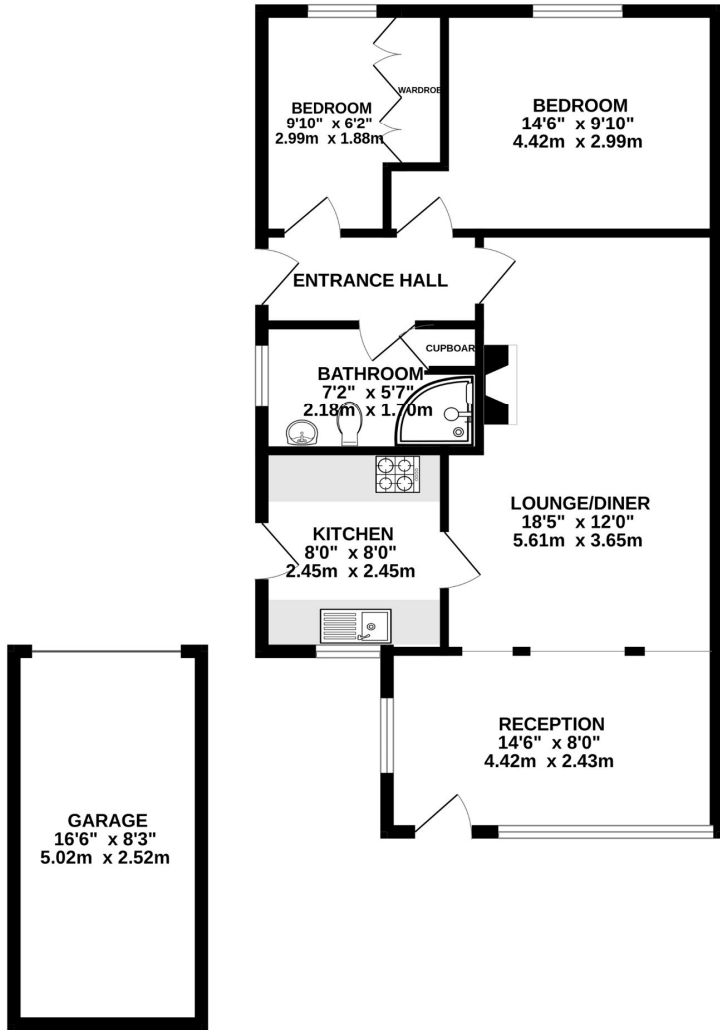 BEDROOM
9'10" x 6'2"
2.99m x 1.88m
WARDROBE
BEDROOM
14'6" x 9'10"
4.42m x 2.99m
ENTRANCE HALL
CUPBOAR
BATHROOM
7'2" x 5'7"
2.18m x 1.70m
LOUNGE/DINER
18'5" x 12'0"
5.61m x 3.65m
KITCHEN
8'0" x 8'0"
2.45m x 2.45m
RECEPTION
14'6" x 8'0"
4.42m x 2.43m
GARAGE
16'6" x 8'3"
5.02m x 2.52m